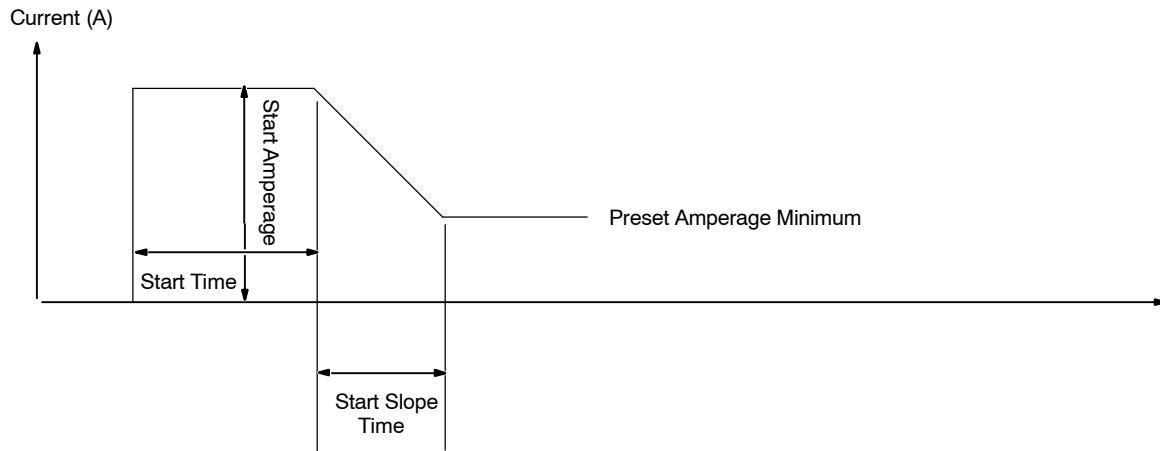 Current (A)
Start Amperage
Preset Amperage Minimum
Start Time
Start Slope
Time